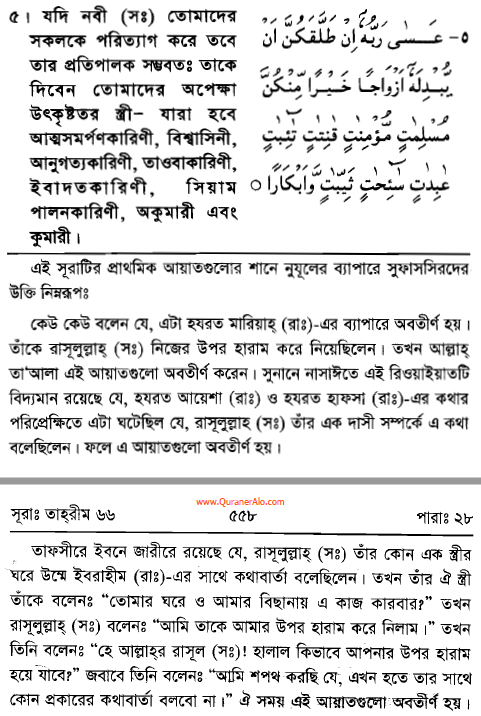 ৫। যদি নবী (সঃ) তোমাদের
সকলকে পরিত্যাগ করে তবে
তার প্রতিপালক সম্ভবতঃ তাকে
দিবেন তোমাদের অপেক্ষা
উৎকৃষ্টতর স্ত্রী- যারা হবে
আত্মসমর্পণকারিণী, বিশ্বাসিনী,
আনুগত্যকারিণী, তাওবাকারিণী,
ইবাদতকারিণী, সিয়াম
পালনকারিণী, অকুমারী এবং
কুমারী।
٥- عَسٰى رَبُّهٗۤ اِنْ طَلَّقَكُنَّ اَنْ
يُّبْدِلَهٗۤ اَزْوَاجًا خَيْرًا مِّنْكُنَّ
مُسْلِمٰتٍ مُّؤْمِنٰتٍ قٰنِتٰتٍ تٰٓئِبٰتٍ
عٰبِدٰتٍ سٰٓئِحٰتٍ ثَيِّبٰتٍ وَّاَبْكَارًا ○
এই সূরাটির প্রাথমিক আয়াতগুলোর শানে নুযূলের ব্যাপারে মুফাসসিরদের
উক্তি নিম্নরূপঃ
কেউ কেউ বলেন যে, এটা হযরত মারিয়াহ্ (রাঃ)-এর ব্যাপারে অবতীর্ণ হয়।
তাঁকে রাসূলুল্লাহ্ (সঃ) নিজের উপর হারাম করে নিয়েছিলেন। তখন আল্লাহ্
তা'আলা এই আয়াতগুলো অবতীর্ণ করেন। সুনানে নাসাঈতে এই রিওয়াইয়াতটি
বিদ্যমান রয়েছে যে, হযরত আয়েশা (রাঃ) ও হযরত হাফসা (রাঃ)-এর কথার
পরিপ্রেক্ষিতে এটা ঘটেছিল যে, রাসূলুল্লাহ (সঃ) তাঁর এক দাসী সম্পর্কে এ কথা
বলেছিলেন। ফলে এ আয়াতগুলো অবতীর্ণ হয়।
www.QuranerAlo.com
সূরাঃ তাহ্‌রীম ৬৬ ৫৫৮ পারাঃ ২৮
তাফসীরে ইবনে জারীরে রয়েছে যে, রাসূলুল্লাহ্ (সঃ) তাঁর কোন এক স্ত্রীর
ঘরে উম্মে ইবরাহীম (রাঃ)-এর সাথে কথাবার্তা বলেছিলেন। তখন তাঁর ঐ স্ত্রী
তাঁকে বলেনঃ “তোমার ঘরে ও আমার বিছানায় এ কাজ কারবার?” তখন
রাসূলুল্লাহ্ (সঃ) বলেনঃ “আমি তাকে আমার উপর হারাম করে নিলাম।” তখন
তিনি বলেনঃ “হে আল্লাহ্‌র রাসূল (সঃ)! হালাল কিভাবে আপনার উপর হারাম
হয়ে যাবে?” জবাবে তিনি বলেনঃ “আমি শপথ করছি যে, এখন হতে তার সাথে
কোন প্রকারের কথাবার্তা বলবো না।” ঐ সময় এই আয়াতগুলো অবতীর্ণ হয়।